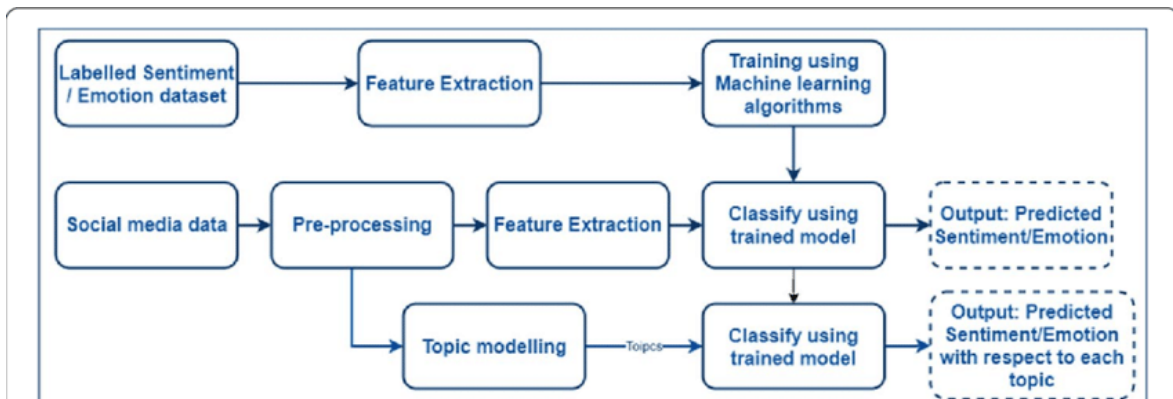 Labelled Sentiment
/ Emotion dataset
Feature Extraction
Training using
Machine learning
algorithms
Social media data
Pre-processing
Feature Extraction
Classify using
trained model
Output: Predicted
Sentiment/Emotion
Topic modelling
Toipcs
Classify using
trained model
Output: Predicted
Sentiment/Emotion
with respect to each
topic